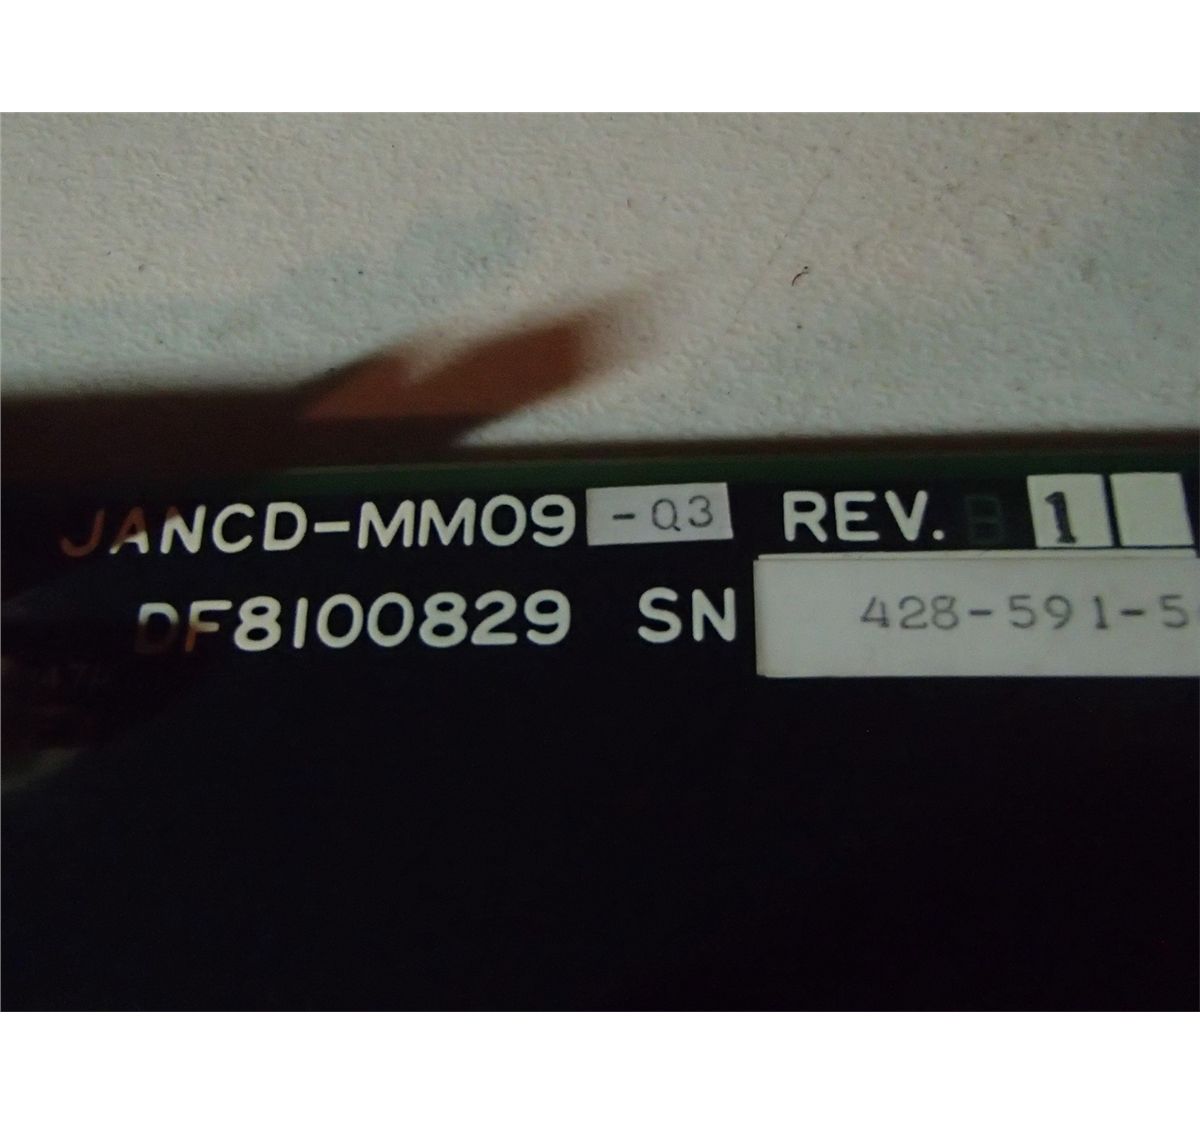 JANCD-MM09 -Q3 REV. B 1
DF8100829 SN 428-591-5